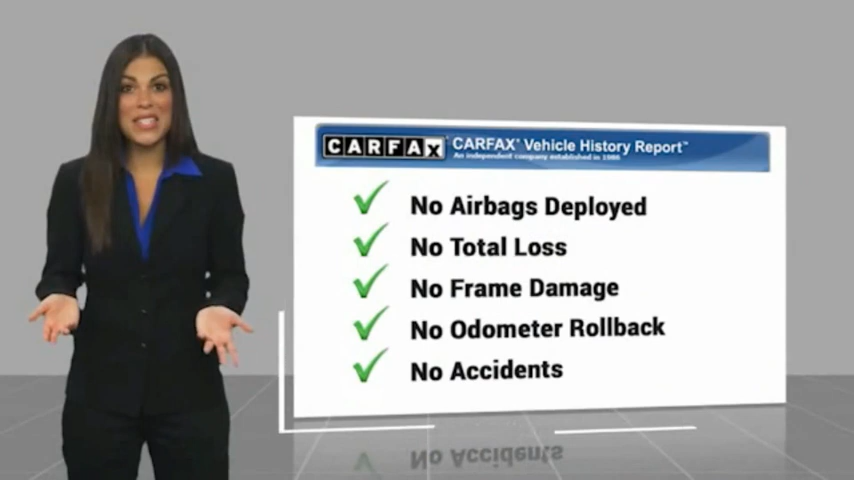 CARFAX CARFAX® Vehicle History Report™
An independent company established in 1986
No Airbags Deployed
No Total Loss
No Frame Damage
No Odometer Rollback
No Accidents
No Accidents